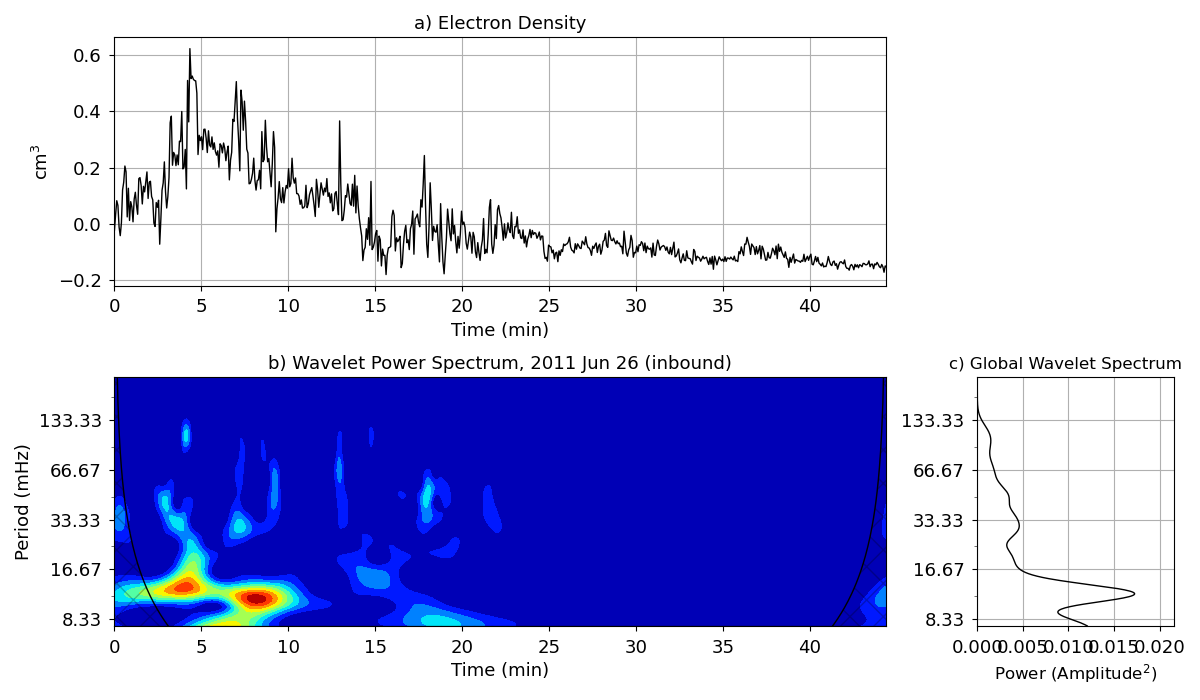 a) Electron Density
0.6
0.4
0.2
0.0
−0.2
cm³
0 5 10 15 20 25 30 35 40
Time (min)
b) Wavelet Power Spectrum, 2011 Jun 26 (inbound)
133.33
66.67
33.33
16.67
8.33
Period (mHz)
0 5 10 15 20 25 30 35 40
Time (min)
c) Global Wavelet Spectrum
133.33
66.67
33.33
16.67
8.33
0.000 0.005 0.010 0.015 0.020
Power (Amplitude²)